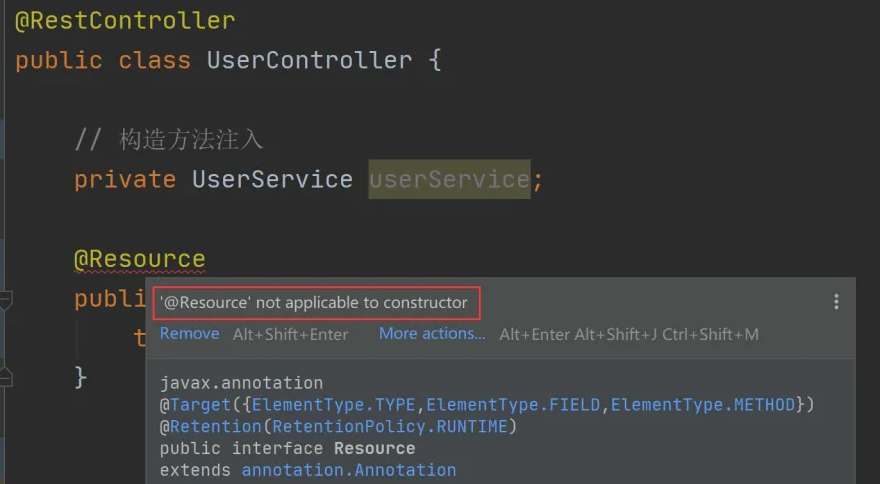 @RestController
public class UserController {
// 构造方法注入
private UserService userService;
@Resource
publi
'@Resource' not applicable to constructor
t
Remove Alt+Shift+Enter More actions... Alt+Enter Alt+Shift+J Ctrl+Shift+M
}
javax.annotation
@Target({ElementType.TYPE,ElementType.FIELD,ElementType.METHOD})
@Retention(RetentionPolicy.RUNTIME)
public interface Resource
extends annotation.Annotation